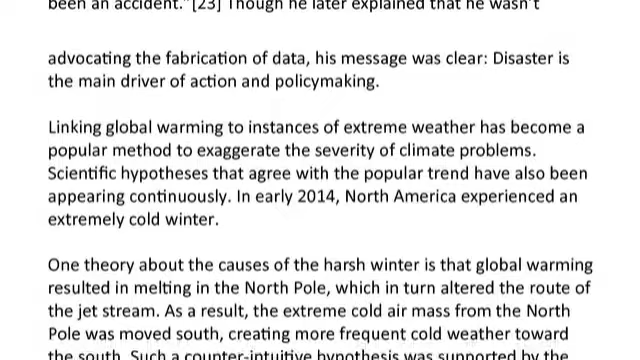 been an accident."[23] Though he later explained that he wasn't
advocating the fabrication of data, his message was clear: Disaster is
the main driver of action and policymaking.
Linking global warming to instances of extreme weather has become a
popular method to exaggerate the severity of climate problems.
Scientific hypotheses that agree with the popular trend have also been
appearing continuously. In early 2014, North America experienced an
extremely cold winter.
One theory about the causes of the harsh winter is that global warming
resulted in melting in the North Pole, which in turn altered the route of
the jet stream. As a result, the extreme cold air mass from the North
Pole was moved south, creating more frequent cold weather toward
the south. Such a counter-intuitive hypothesis was supported by the